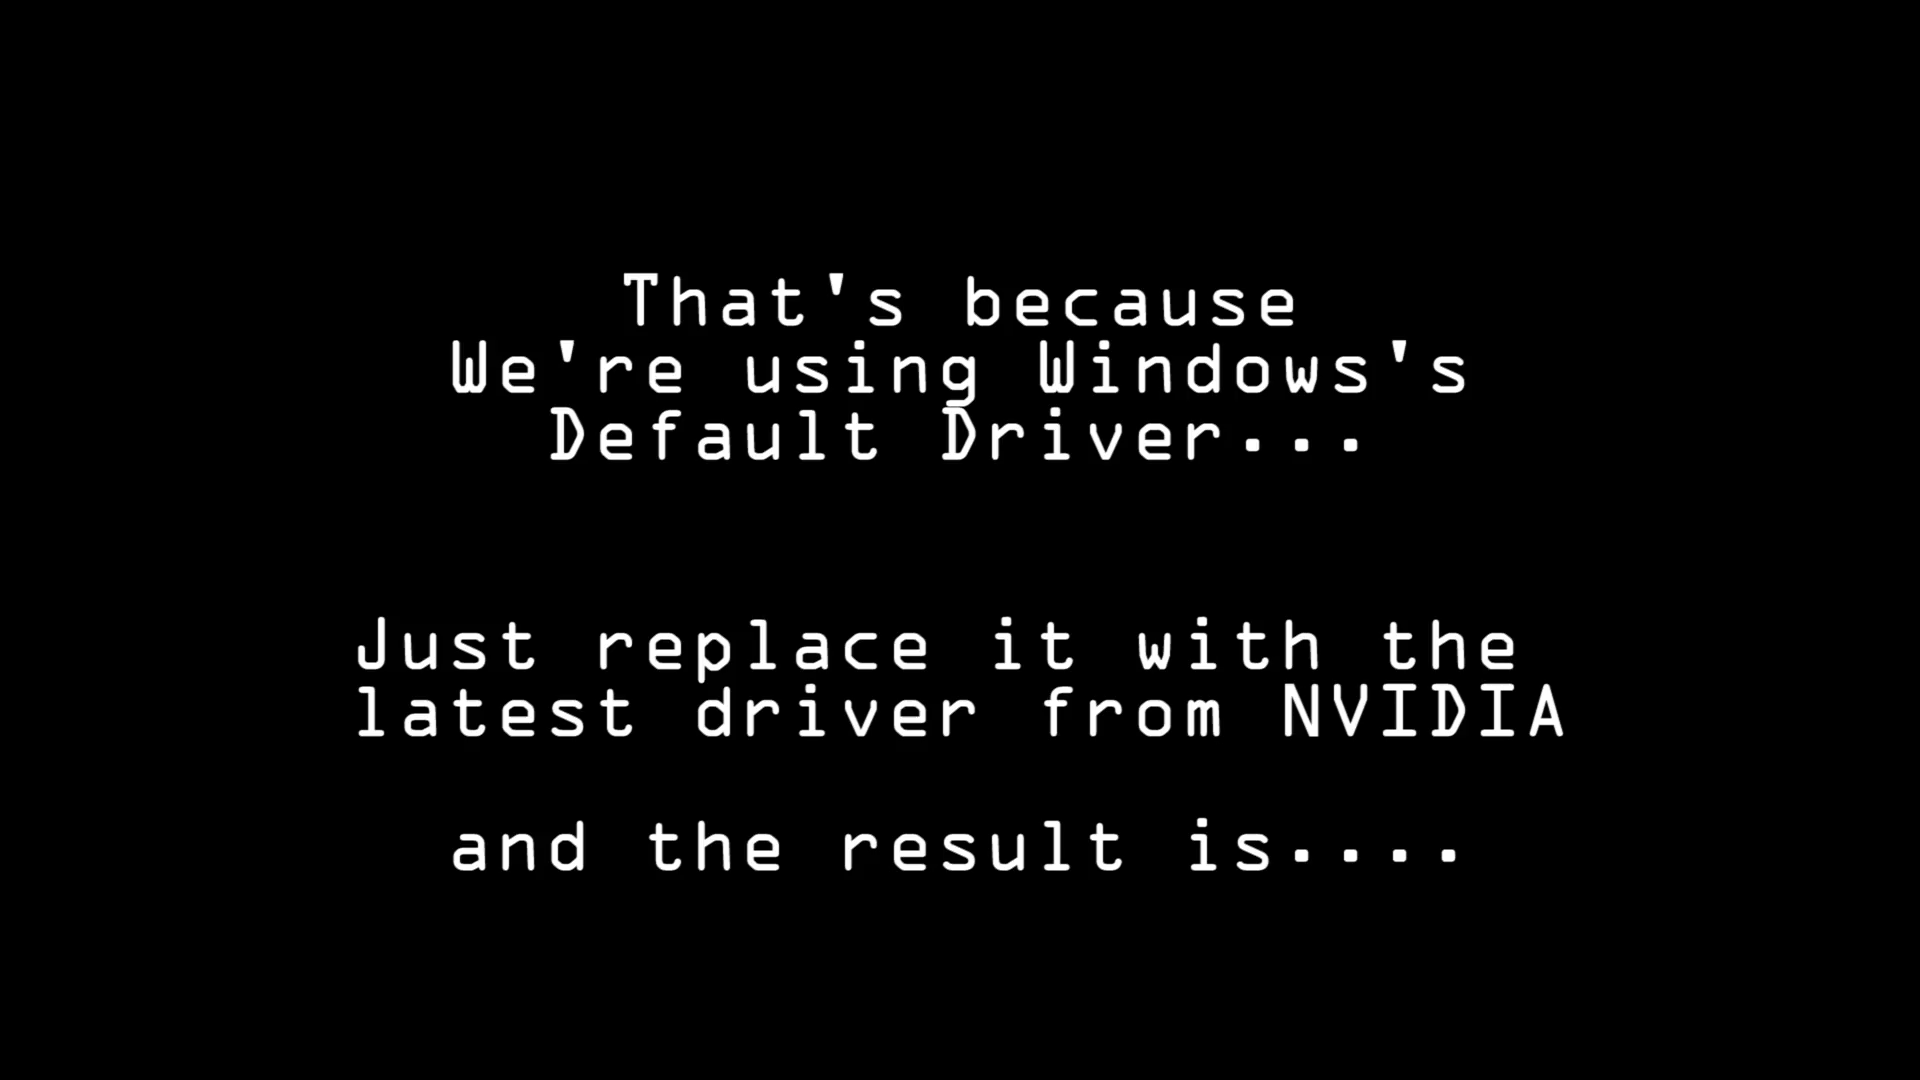 That's because
We're using Windows's
Default Driver...
Just replace it with the
latest driver from NVIDIA
and the result is....